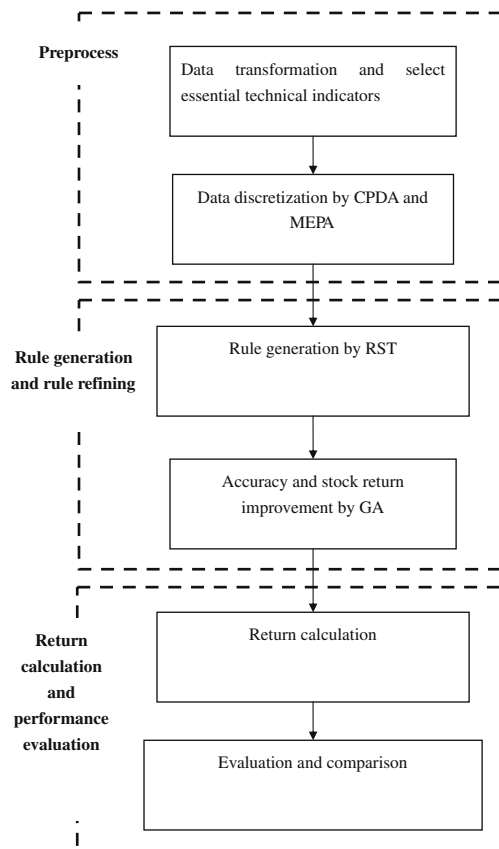 Preprocess
Data transformation and select
essential technical indicators
Data discretization by CPDA and
MEPA
Rule generation
and rule refining
Rule generation by RST
Accuracy and stock return
improvement by GA
Return
calculation
and
performance
evaluation
Return calculation
Evaluation and comparison